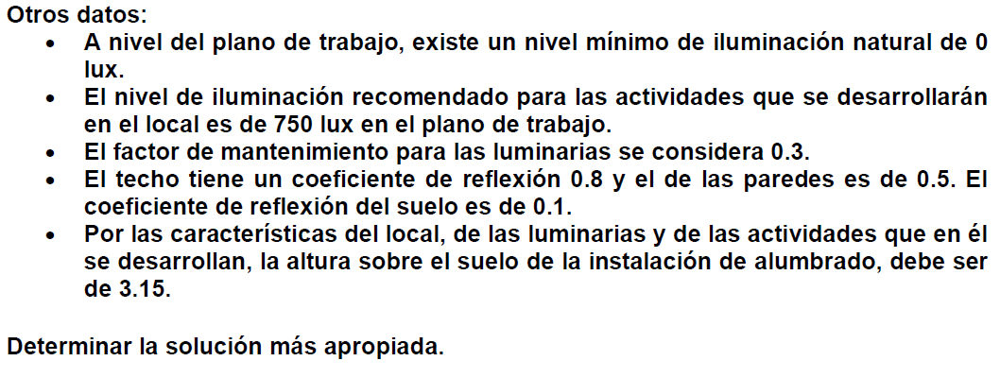 Otros datos:
• A nivel del plano de trabajo, existe un nivel mínimo de iluminación natural de 0
lux.
• El nivel de iluminación recomendado para las actividades que se desarrollarán
en el local es de 750 lux en el plano de trabajo.
• El factor de mantenimiento para las luminarias se considera 0.3.
• El techo tiene un coeficiente de reflexión 0.8 y el de las paredes es de 0.5. El
coeficiente de reflexión del suelo es de 0.1.
• Por las características del local, de las luminarias y de las actividades que en él
se desarrollan, la altura sobre el suelo de la instalación de alumbrado, debe ser
de 3.15.
Determinar la solución más apropiada.